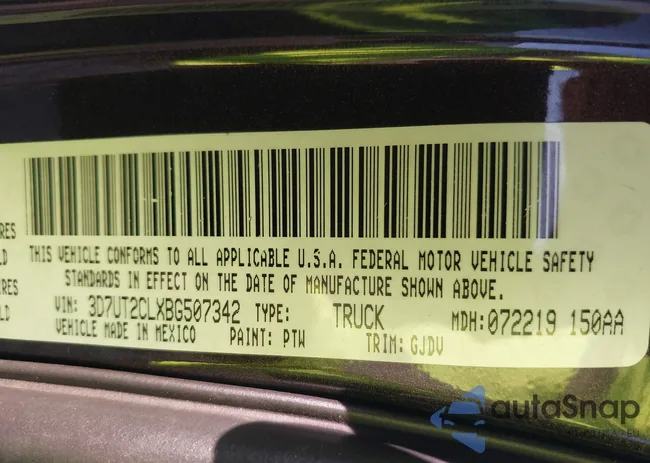 THIS VEHICLE CONFORMS TO ALL APPLICABLE U.S.A. FEDERAL MOTOR VEHICLE SAFETY
STANDARDS IN EFFECT ON THE DATE OF MANUFACTURE SHOWN ABOVE.
VIN: 3D7UT2CLXBG507342 TYPE: TRUCK MDH: 072219 150AA
VEHICLE MADE IN MEXICO PAINT: PTW TRIM: GJDV
autoSnap